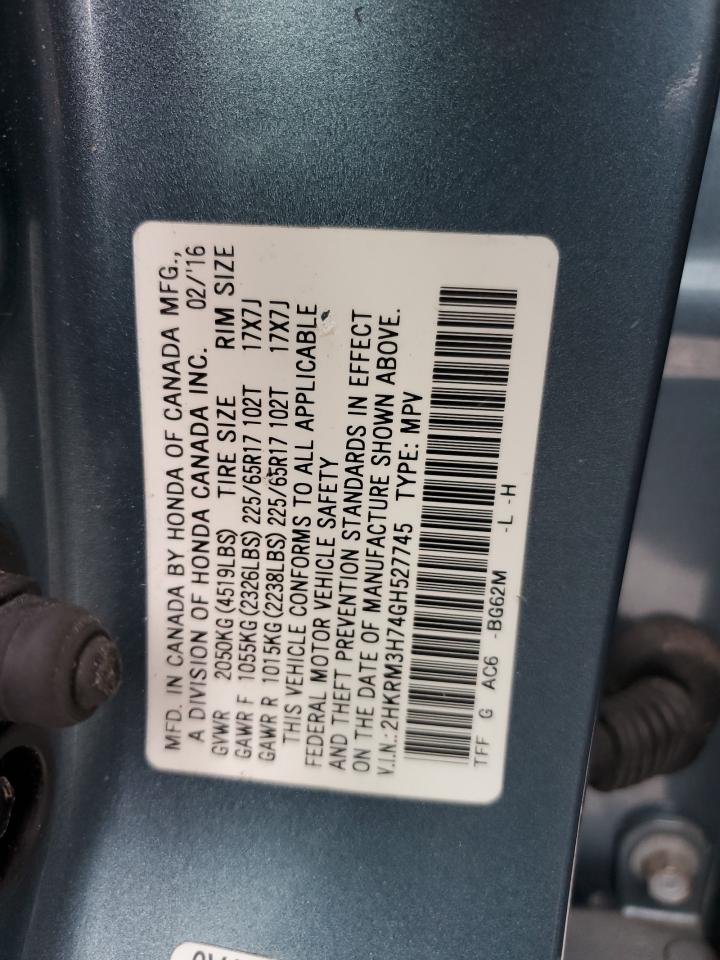 MFD. IN CANADA BY HONDA OF CANADA MFG.,
A DIVISION OF HONDA CANADA INC. 02/'16
GVWR 2050KG(4519LBS) TIRE SIZE RIM SIZE
GAWR F 1055KG(2326LBS) 225/65R17 102T 17X7J
GAWR R 1015KG(2238LBS) 225/65R17 102T 17X7J
THIS VEHICLE CONFORMS TO ALL APPLICABLE
FEDERAL MOTOR VEHICLE SAFETY
AND THEFT PREVENTION STANDARDS IN EFFECT
ON THE DATE OF MANUFACTURE SHOWN ABOVE.
V.I.N.: 2HKRM3H74GH527745 TYPE: MPV
TFF G AC6 -BG62M -L -H